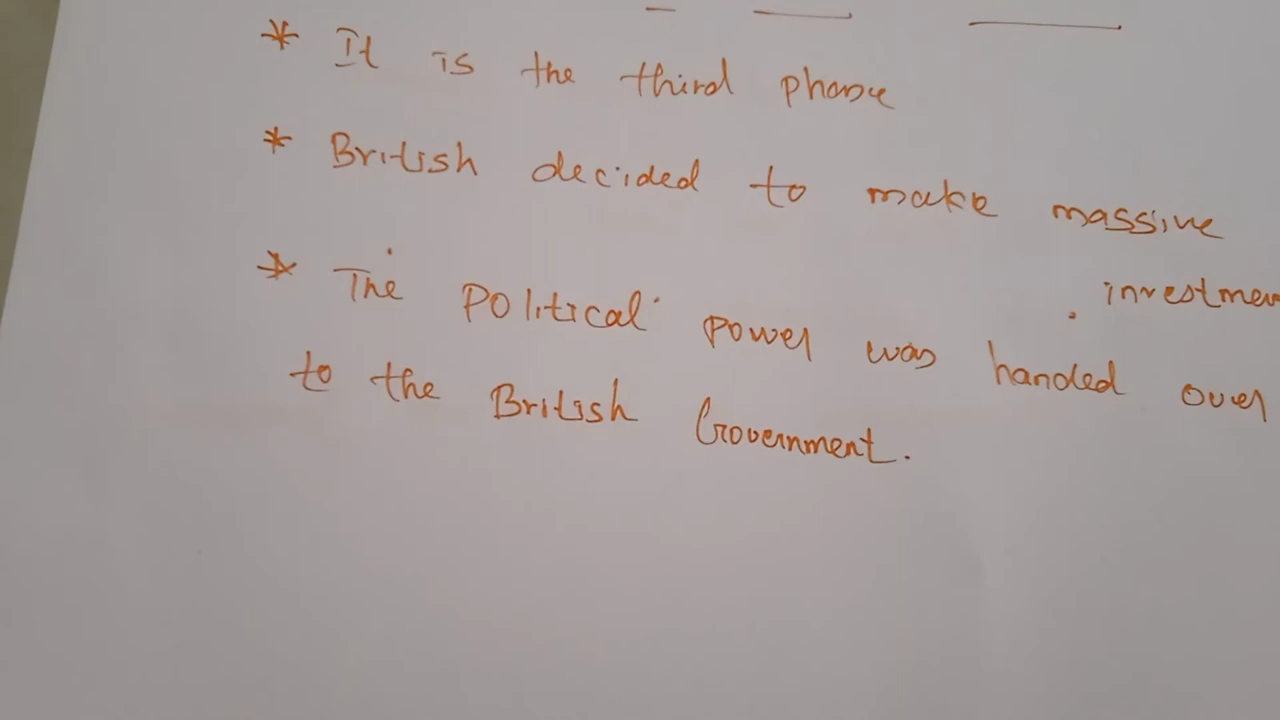 * It is the third phase
* British decided to make massive
investmen
* The Political power was handed over
to the British Government.